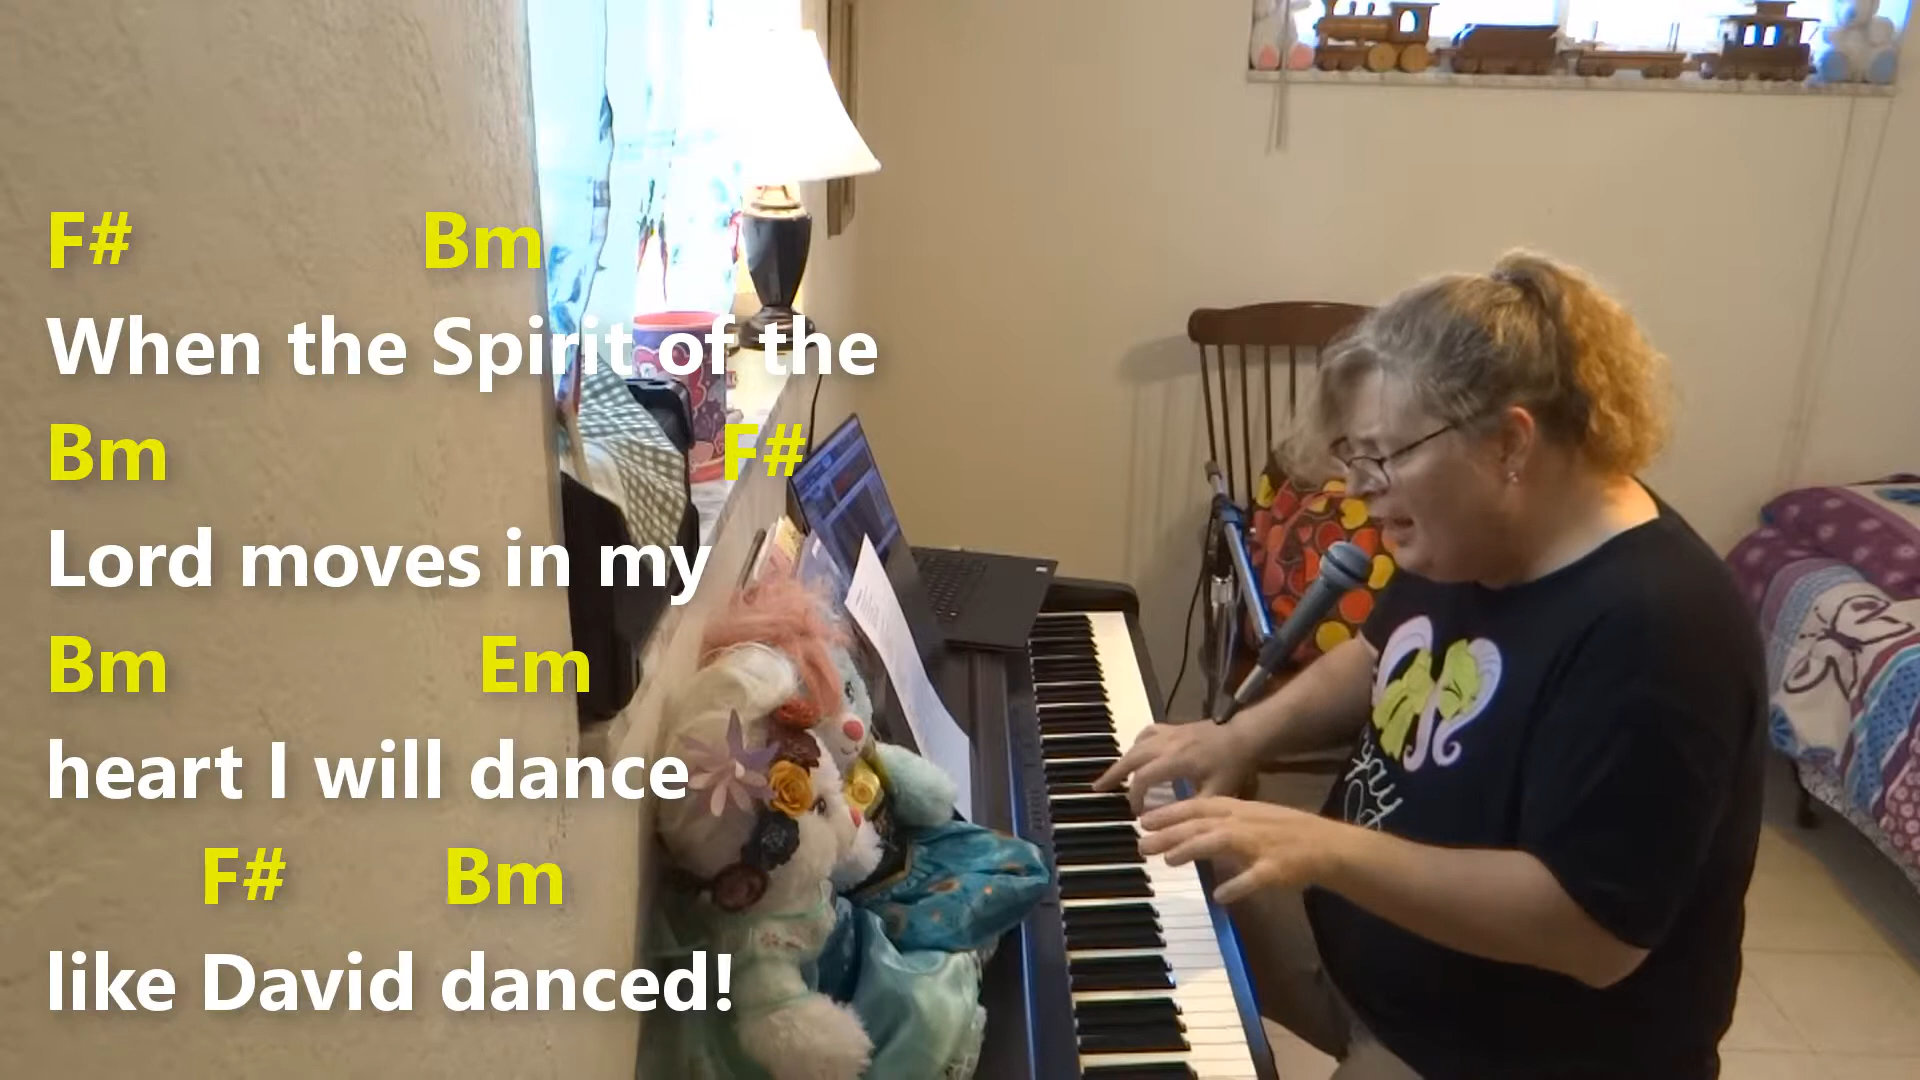 F# Bm
When the Spirit of the
Bm F#
Lord moves in my
Bm Em
heart I will dance
F# Bm
like David danced!